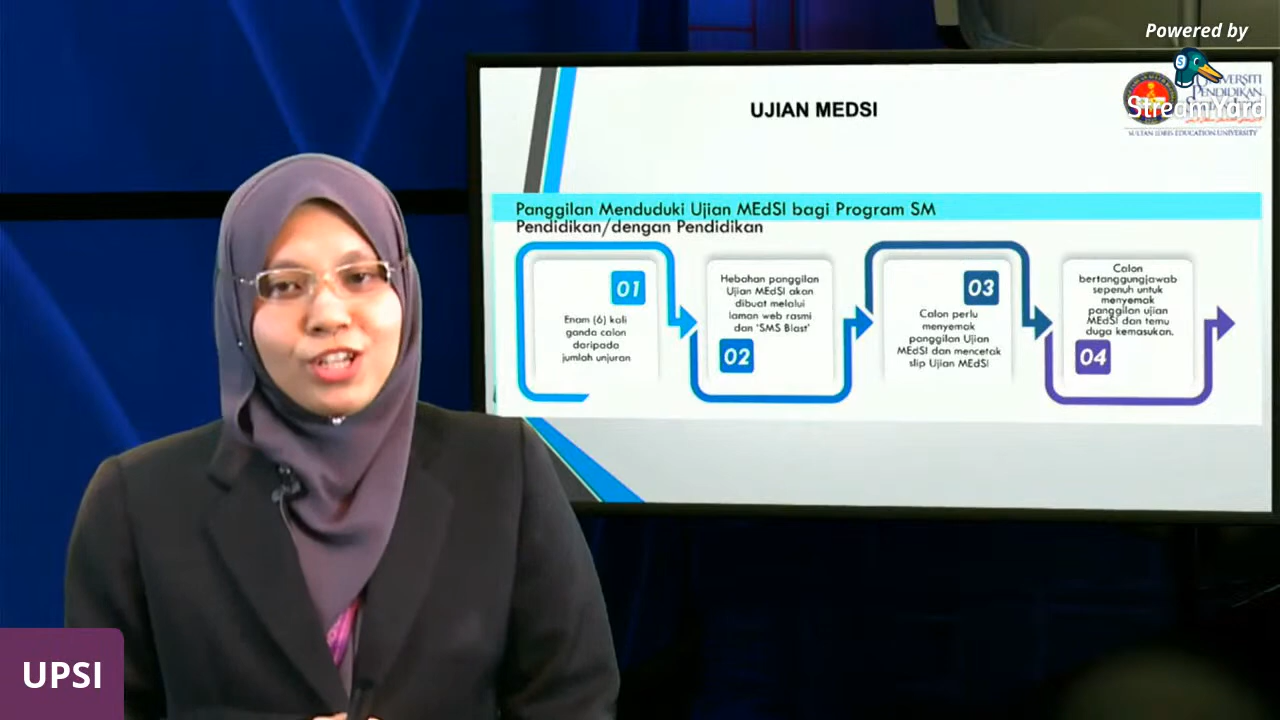 Powered by
StreamYard
UNIVERSITI
PENDIDIKAN
SULTAN IDRIS EDUCATION UNIVERSITY
UJIAN MEDSI
Panggilan Menduduki Ujian MEdSI bagi Program SM
Pendidikan/dengan Pendidikan
01
Enam (6) kali
ganda calon
daripada
jumlah unjuran
Hebahan panggilan
Ujian MEdSI akan
dibuat melalui
laman web rasmi
dan 'SMS Blast'
02
03
Calon perlu
menyemak
panggilan Ujian
MEdSI dan mencetak
slip Ujian MEdSI
Calon
bertanggungjawab
sepenuh untuk
menyemak
panggilan ujian
MEdSI dan temu
duga kemasukan.
04
UPSI